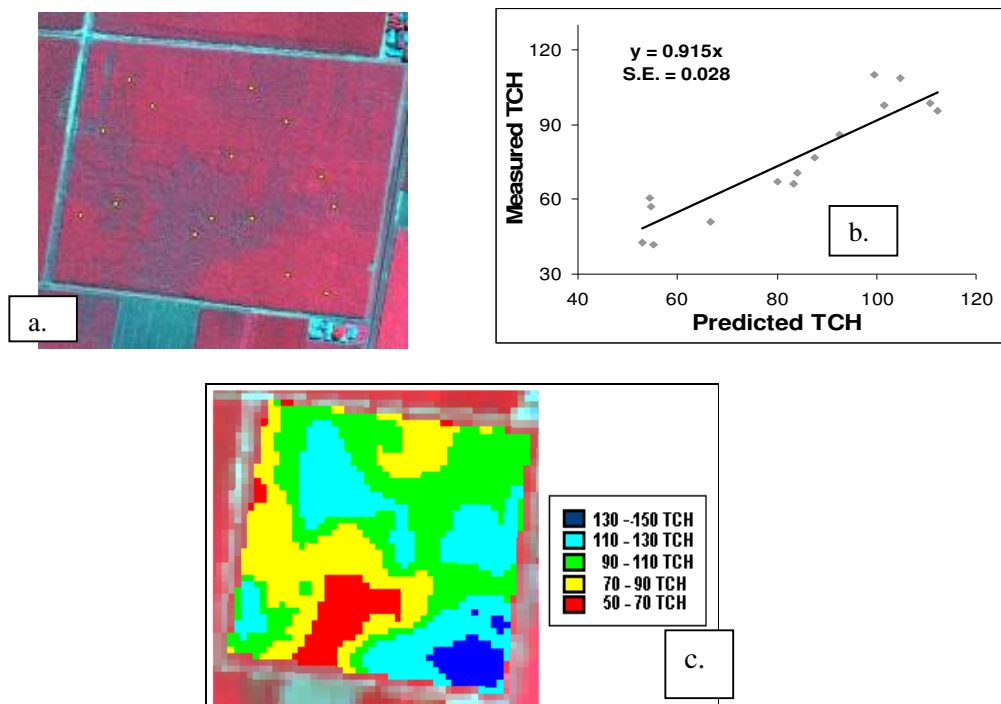 a.
120
90
60
30
40
60
80
100
120
Measured TCH
Predicted TCH
y = 0.915x
S.E. = 0.028
b.
130 --150 TCH
110 - 130 TCH
90 - 110 TCH
70 - 90 TCH
50 - 70 TCH
c.